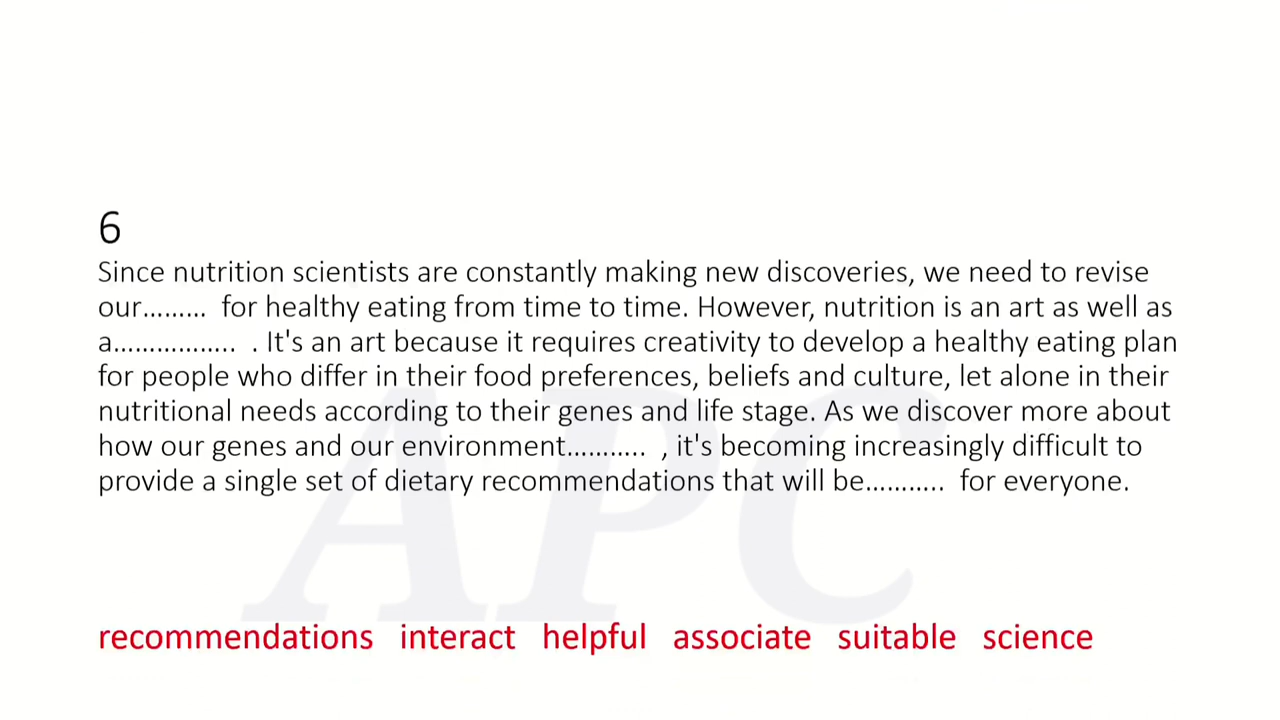 6
Since nutrition scientists are constantly making new discoveries, we need to revise
our......... for healthy eating from time to time. However, nutrition is an art as well as
a................. . It's an art because it requires creativity to develop a healthy eating plan
for people who differ in their food preferences, beliefs and culture, let alone in their
nutritional needs according to their genes and life stage. As we discover more about
how our genes and our environment........... , it's becoming increasingly difficult to
provide a single set of dietary recommendations that will be........... for everyone.
APC
recommendations interact helpful associate suitable science